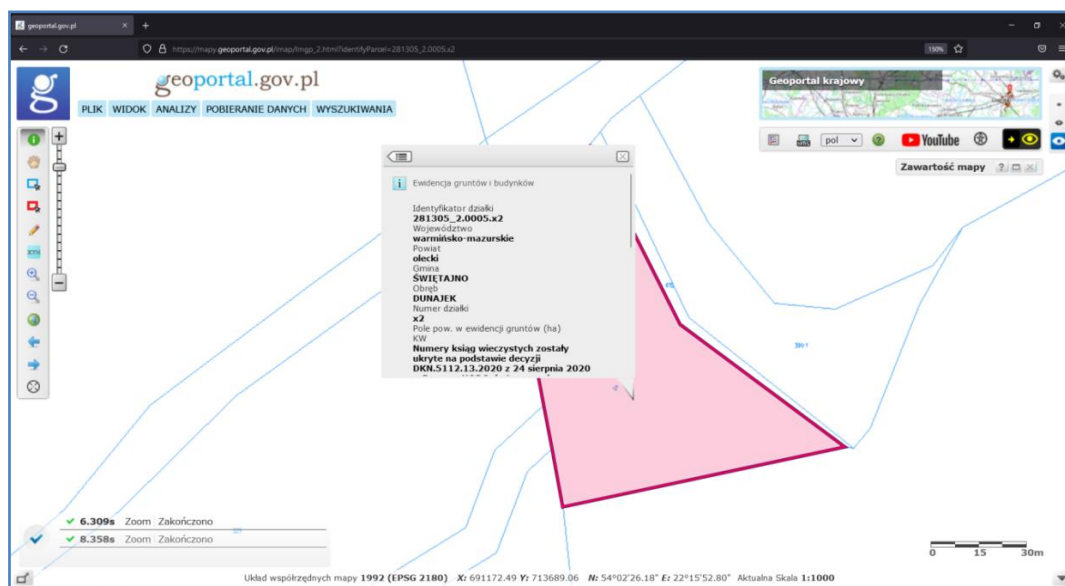 geoportal.gov.pl
https://mapy.geoportal.gov.pl/imap/Imgp_2.html?identifyParcel=281305_2.0005.x2
150%
geoportal.gov.pl
PLIK WIDOK ANALIZY POBIERANIE DANYCH WYSZUKIWANIA
Geoportal krajowy
pol
YouTube
Zawartość mapy
Ewidencja gruntów i budynków
Identyfikator działki
281305_2.0005.x2
Województwo
warmińsko-mazurskie
Powiat
olecki
Gmina
ŚWIĘTAJNO
Obręb
DUNAJEK
Numer działki
x2
Pole pow. w ewidencji gruntów (ha)
KW
Numery ksiąg wieczystych zostały
ukryte na podstawie decyzji
DKN.5112.13.2020 z 24 sierpnia 2020
6.309s Zoom Zakończono
8.358s Zoom Zakończono
0 15 30m
Układ współrzędnych mapy 1992 (EPSG 2180) X: 691172.49 Y: 713689.06 N: 54°02'26.18" E: 22°15'52.80" Aktualna Skala 1:1000